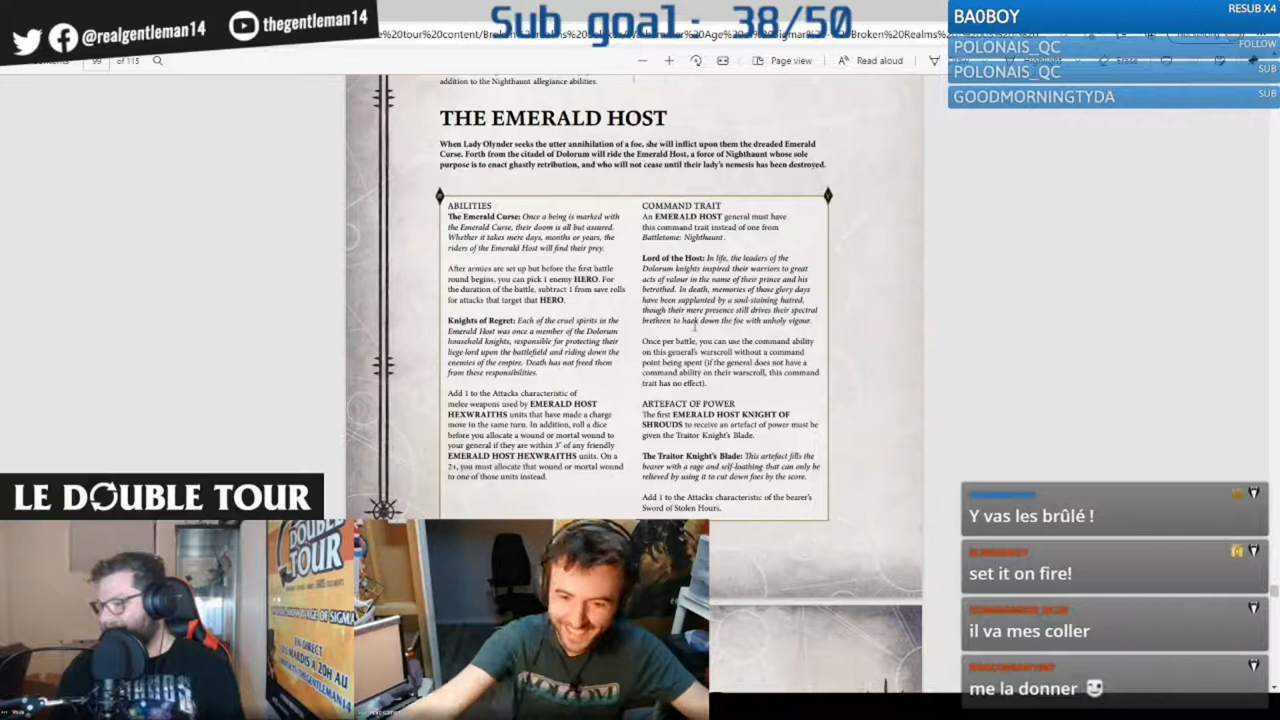 @realgentleman14
thegentleman14
Sub goal: 38/50
BA0BOY
RESUB X4
POLONAIS_QC
FOLLOW
POLONAIS_QC
SUB
GOODMORNINGTYDA
SUB
99 of 115
Page view
Read aloud
Erase
addition to the Nighthaunt allegiance abilities.
THE EMERALD HOST
When Lady Olynder seeks the utter annihilation of a foe, she will inflict upon them the dreaded Emerald
Curse. Forth from the citadel of Dolorum will ride the Emerald Host, a force of Nighthaunt whose sole
purpose is to enact ghastly retribution, and who will not cease until their lady's nemesis has been destroyed.
ABILITIES
The Emerald Curse: Once a being is marked with
the Emerald Curse, their doom is all but assured.
Whether it takes mere days, months or years, the
riders of the Emerald Host will find their prey.
After armies are set up but before the first battle
round begins, you can pick 1 enemy HERO. For
the duration of the battle, subtract 1 from save rolls
for attacks that target that HERO.
Knights of Regret: Each of the cruel spirits in the
Emerald Host was once a member of the Dolorum
household knights, responsible for protecting their
liege lord upon the battlefield and riding down the
enemies of the empire. Death has not freed them
from these responsibilities.
Add 1 to the Attacks characteristic of
melee weapons used by EMERALD HOST
HEXWRAITHS units that have made a charge
move in the same turn. In addition, roll a dice
before you allocate a wound or mortal wound to
your general if they are within 3" of any friendly
EMERALD HOST HEXWRAITHS units. On a
2+, you must allocate that wound or mortal wound
to one of those units instead.
COMMAND TRAIT
An EMERALD HOST general must have
this command trait instead of one from
Battletome: Nighthaunt.
Lord of the Host: In life, the leaders of the
Dolorum knights inspired their warriors to great
acts of valour in the name of their prince and his
betrothed. In death, memories of those glory days
have been supplanted by a soul-staining hatred,
though their mere presence still drives their spectral
brethren to hack down the foe with unholy vigour.
Once per battle, you can use the command ability
on this general's warscroll without a command
point being spent (if the general does not have a
command ability on their warscroll, this command
trait has no effect).
ARTEFACT OF POWER
The first EMERALD HOST KNIGHT OF
SHROUDS to receive an artefact of power must be
given the Traitor Knight's Blade.
The Traitor Knight's Blade: This artefact fills the
bearer with a rage and self-loathing that can only be
relieved by using it to cut down foes by the score.
Add 1 to the Attacks characteristic of the bearer's
Sword of Stolen Hours.
LE DOUBLE TOUR
DOUBLE
TOUR
EN DIRECT
Y vas les brûlé !
set it on fire!
il va mes coller
me la donner